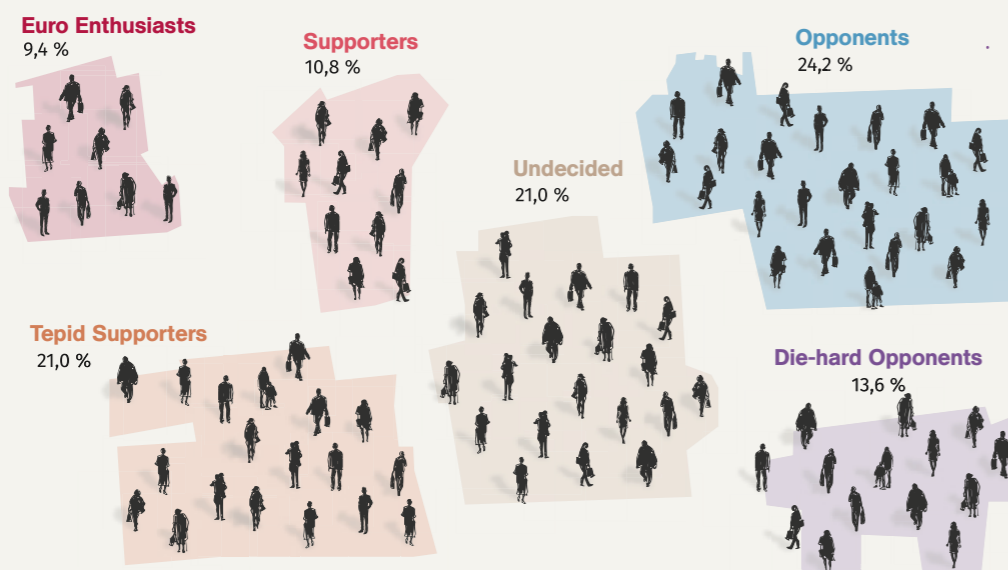 Euro Enthusiasts
9,4 %
Supporters
10,8 %
Opponents
24,2 %
Undecided
21,0 %
Tepid Supporters
21,0 %
Die-hard Opponents
13,6 %